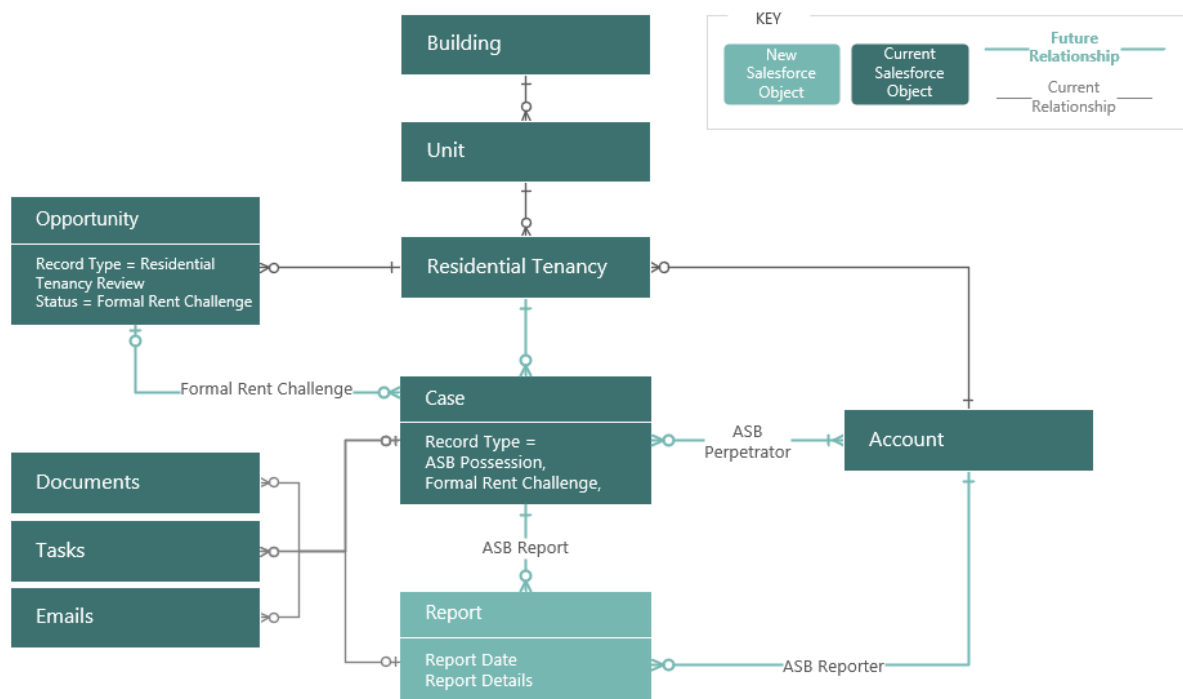 Building
KEY
New
Salesforce
Object
Current
Salesforce
Object
Future
Relationship
Current
Relationship
Unit
Opportunity
Record Type = Residential
Tenancy Review
Status = Formal Rent Challenge
Residential Tenancy
Formal Rent Challenge
Case
Record Type =
ASB Possession,
Formal Rent Challenge,
ASB
Perpetrator
Account
Documents
Tasks
Emails
ASB Report
Report
Report Date
Report Details
ASB Reporter